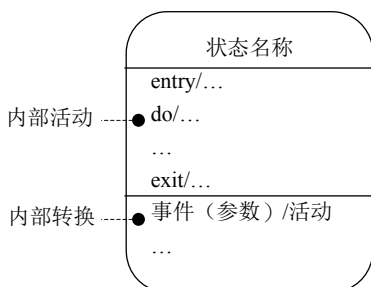 状态名称
entry/…
内部活动
do/…
…
exit/…
内部转换
事件（参数）/活动
…